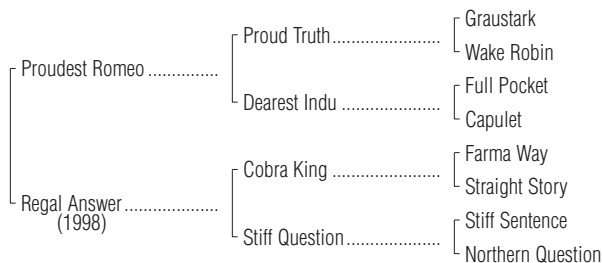 Graustark
Proud Truth.......................
Wake Robin
Proudest Romeo ...............
Full Pocket
Dearest Indu .....................
Capulet
Farma Way
Cobra King .......................
Straight Story
Regal Answer....................
(1998)
Stiff Sentence
Stiff Question....................
Northern Question